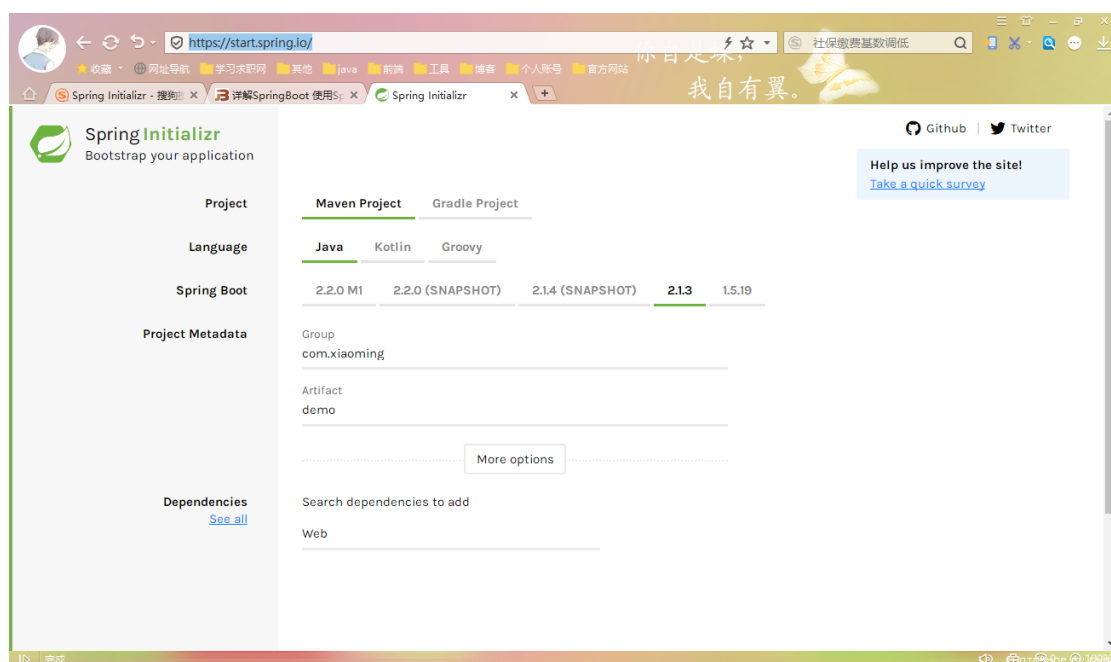 https://start.spring.io/
社保缴费基数调低
你自是蝶，
我自有翼。
收藏 网址导航 学习求职网 其他 java 前端 工具 博客 个人账号 官方网站
Spring Initializr - 搜狗 详解SpringBoot 使用Sp Spring Initializr
Spring Initializr
Bootstrap your application
Github Twitter
Help us improve the site!
Take a quick survey
Project Maven Project Gradle Project
Language Java Kotlin Groovy
Spring Boot 2.2.0 M1 2.2.0 (SNAPSHOT) 2.1.4 (SNAPSHOT) 2.1.3 1.5.19
Project Metadata Group
com.xiaoming
Artifact
demo
More options
Dependencies Search dependencies to add
See all
Web
完成 100%